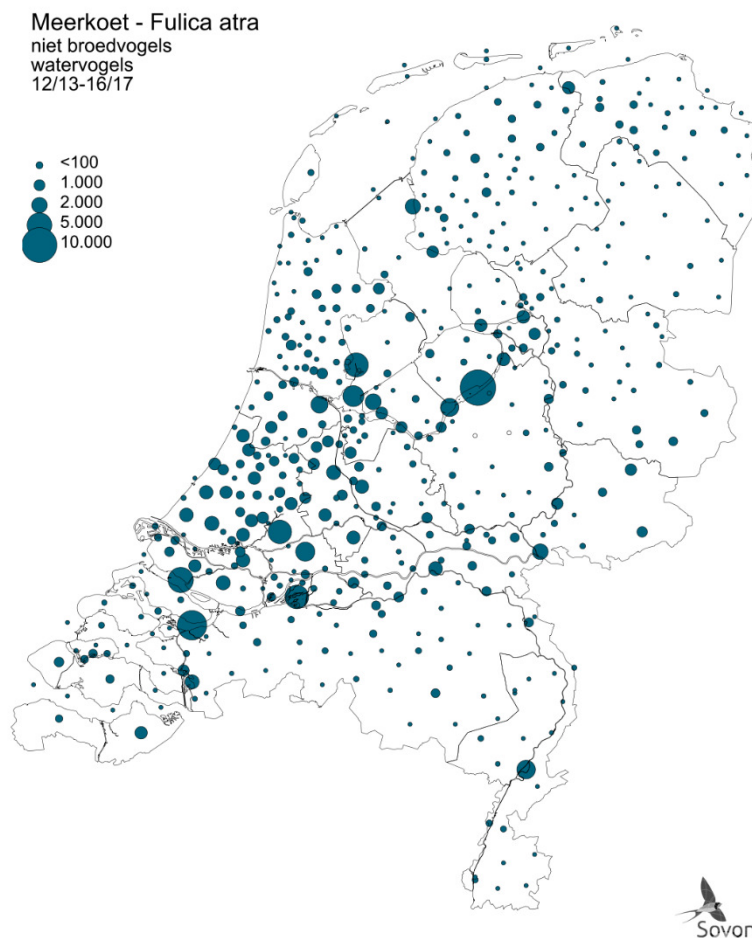 Meerkoet - Fulica atra
niet broedvogels
watervogels
12/13-16/17
<100
1.000
2.000
5.000
10.000
Sovon